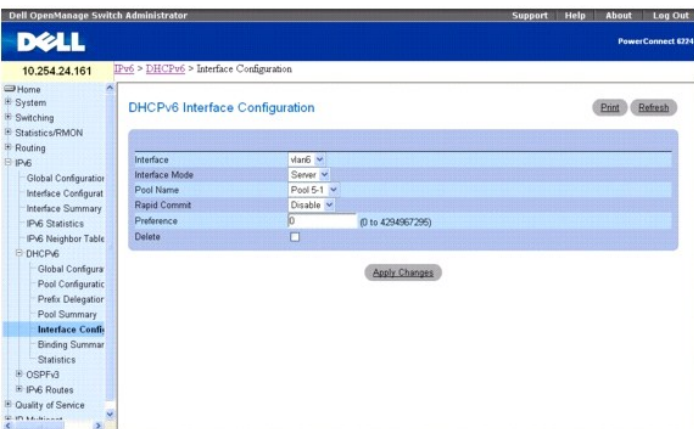 Dell OpenManage Switch Administrator
Support Help About Log Out
DELL
PowerConnect 6224
10.254.24.161
IPv6 > DHCPv6 > Interface Configuration
Home
System
Switching
Statistics/RMON
Routing
IPv6
Global Configuration
Interface Configurat
Interface Summary
IPv6 Statistics
IPv6 Neighbor Table
DHCPv6
Global Configura
Pool Configuratic
Prefix Delegation
Pool Summary
Interface Confi
Binding Summar
Statistics
OSPFv3
IPv6 Routes
Quality of Service
IP Multicast
DHCPv6 Interface Configuration
Print Refresh
Interface vlan6
Interface Mode Server
Pool Name Pool 5-1
Rapid Commit Disable
Preference 0 (0 to 4294967295)
Delete
Apply Changes